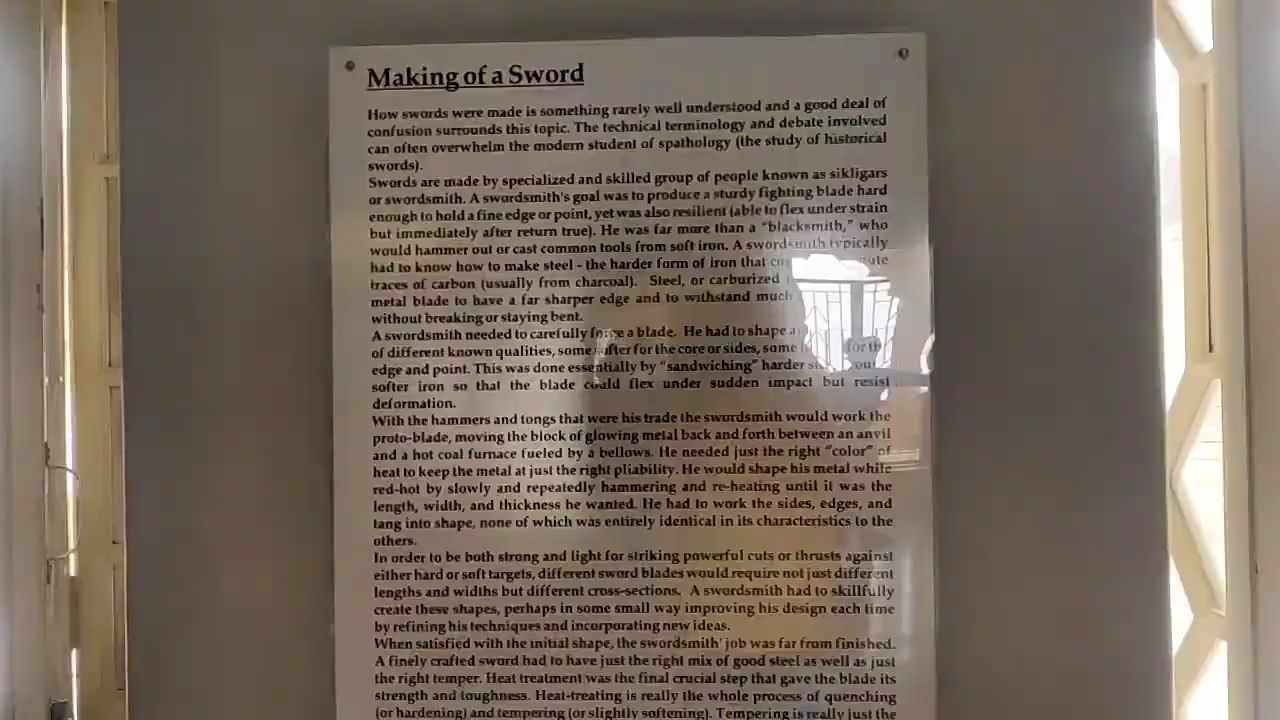 Making of a Sword
How swords were made is something rarely well understood and a good deal of
confusion surrounds this topic. The technical terminology and debate involved
can often overwhelm the modern student of spathology (the study of historical
swords).
Swords are made by specialized and skilled group of people known as sikligars
or swordsmith. A swordsmith's goal was to produce a sturdy fighting blade hard
enough to hold a fine edge or point, yet was also resilient (able to flex under strain
but immediately after return true). He was far more than a "blacksmith," who
would hammer out or cast common tools from soft iron. A swordsmith typically
had to know how to make steel - the harder form of iron that
traces of carbon (usually from charcoal). Steel, or carburized
metal blade to have a far sharper edge and to withstand much
without breaking or staying bent.
A swordsmith needed to carefully forge a blade. He had to shape
of different known qualities, some softer for the core or sides, some for the
edge and point. This was done essentially by "sandwiching" harder
softer iron so that the blade could flex under sudden impact but resist
deformation.
With the hammers and tongs that were his trade the swordsmith would work the
proto-blade, moving the block of glowing metal back and forth between an anvil
and a hot coal furnace fueled by a bellows. He needed just the right "color" of
heat to keep the metal at just the right pliability. He would shape his metal while
red-hot by slowly and repeatedly hammering and re-heating until it was the
length, width, and thickness he wanted. He had to work the sides, edges, and
tang into shape, none of which was entirely identical in its characteristics to the
others.
In order to be both strong and light for striking powerful cuts or thrusts against
either hard or soft targets, different sword blades would require not just different
lengths and widths but different cross-sections. A swordsmith had to skillfully
create these shapes, perhaps in some small way improving his design each time
by refining his techniques and incorporating new ideas.
When satisfied with the initial shape, the swordsmith' job was far from finished.
A finely crafted sword had to have just the right mix of good steel as well as just
the right temper. Heat treatment was the final crucial step that gave the blade its
strength and toughness. Heat-treating is really the whole process of quenching
(or hardening) and tempering (or slightly softening). Tempering is really just the